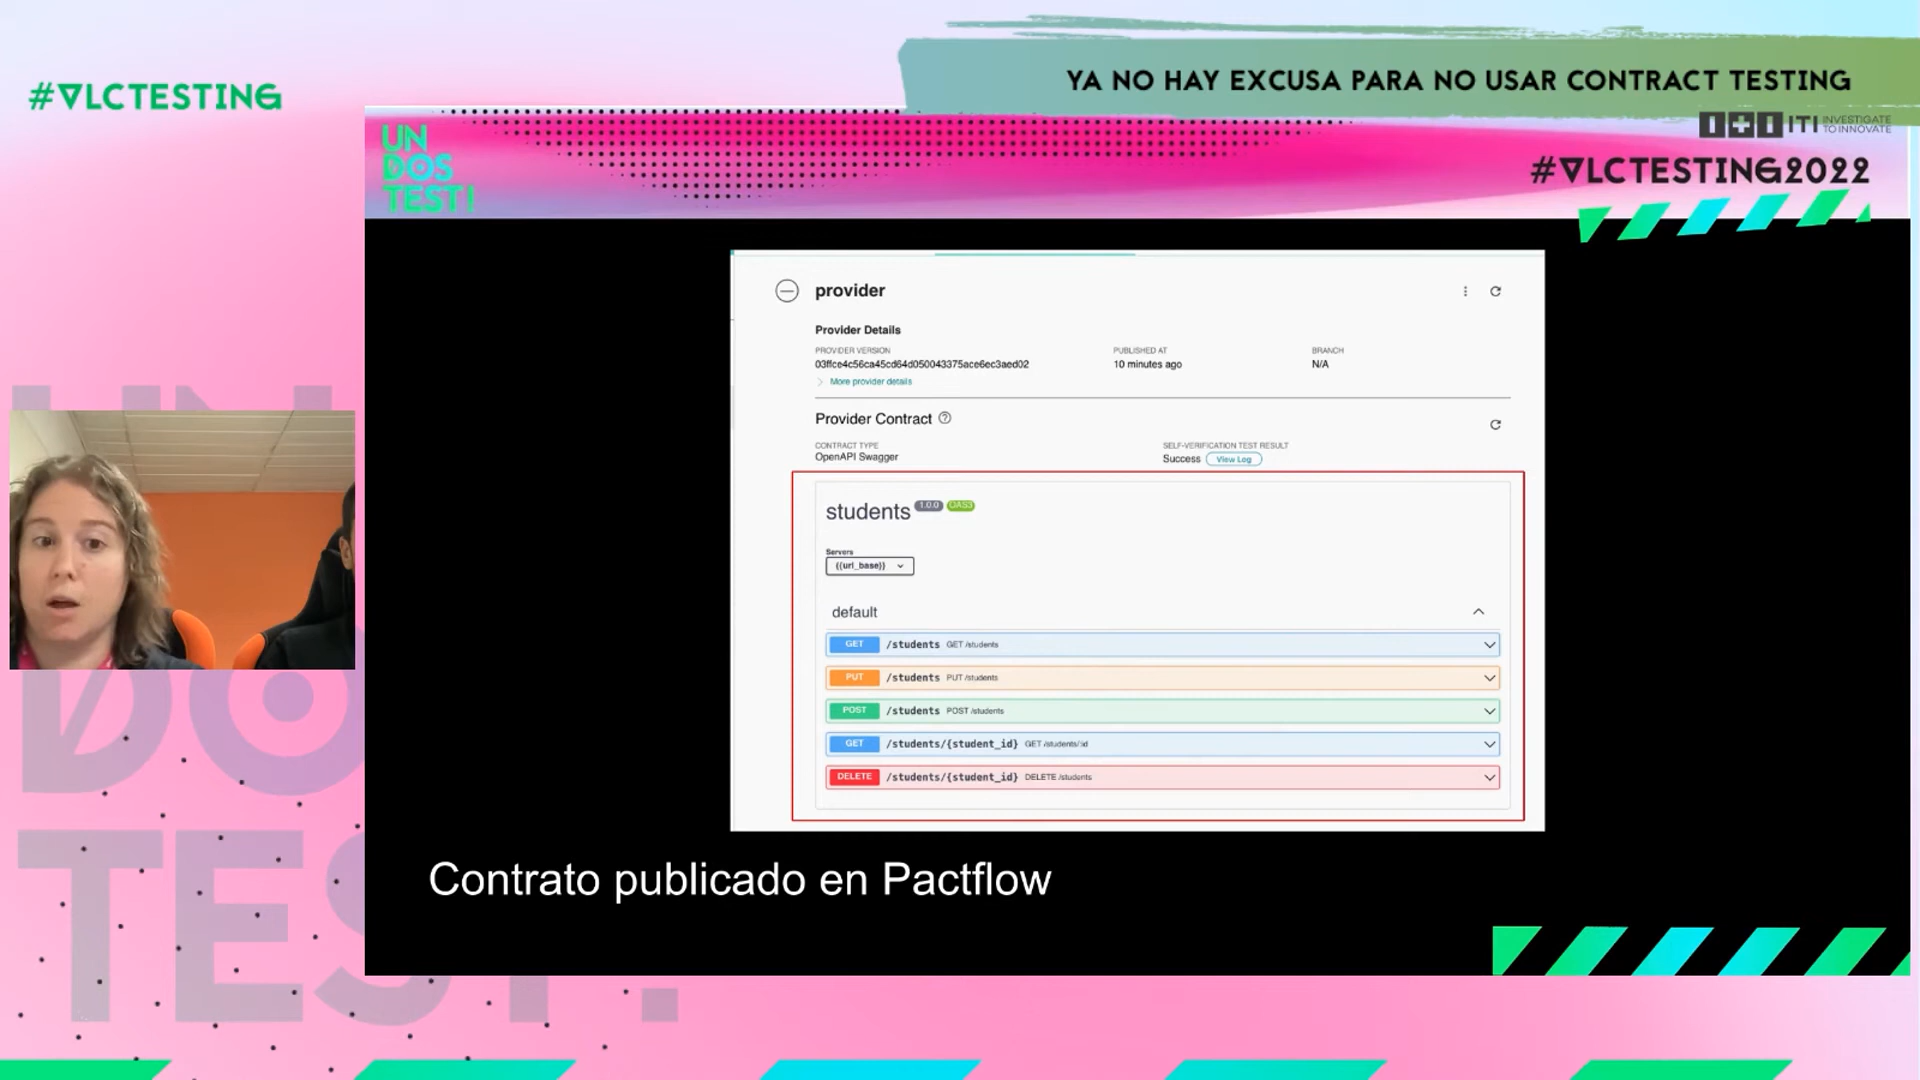 #VLCTESTING
YA NO HAY EXCUSA PARA NO USAR CONTRACT TESTING
ITI INVESTIGATE TO INNOVATE
#VLCTESTING2022
UN
DOS
TEST!
provider
Provider Details
PROVIDER VERSION
03ffce4c56ca45cd64d050043375ace6ec3aed02
PUBLISHED AT
10 minutes ago
BRANCH
N/A
More provider details
Provider Contract ?
CONTRACT TYPE
OpenAPI Swagger
SELF-VERIFICATION TEST RESULT
Success View Log
students 1.0.0 OAS3
Servers
{{url_base}}
default
GET /students GET /students
PUT /students PUT /students
POST /students POST /students
GET /students/{student_id} GET /students/:id
DELETE /students/{student_id} DELETE /students
Contrato publicado en Pactflow
UN
DOS
TEST!